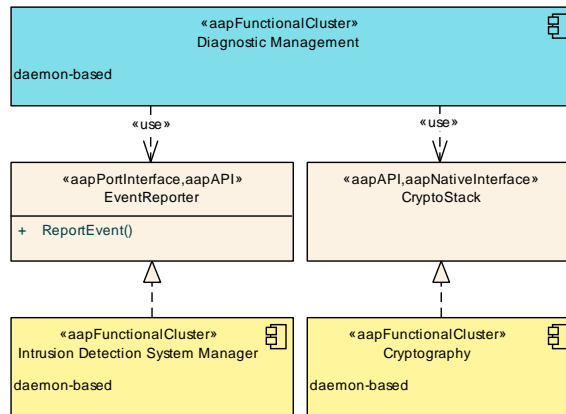 «aapFunctionalCluster»
Diagnostic Management
daemon-based
«use»
«use»
«aapPortInterface,aapAPI»
EventReporter
+ ReportEvent()
«aapAPI,aapNativeInterface»
CryptoStack
«aapFunctionalCluster»
Intrusion Detection System Manager
daemon-based
«aapFunctionalCluster»
Cryptography
daemon-based